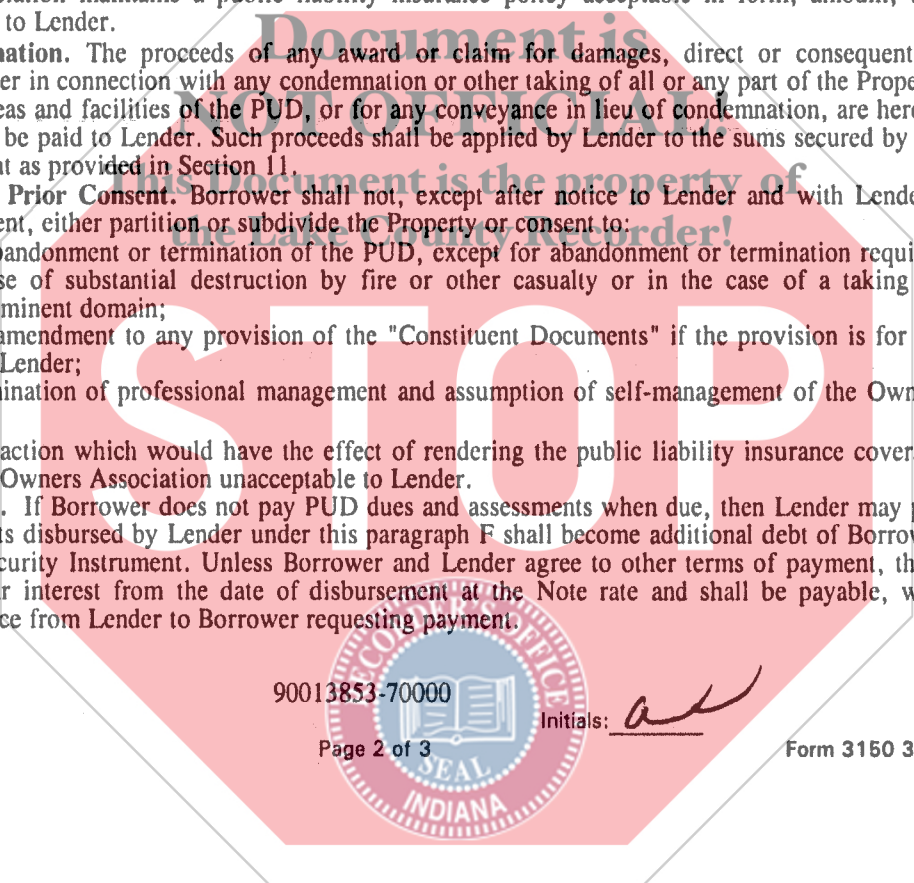 to Lender.
nation. The proceeds of any award or claim for damages, direct or consequent
er in connection with any condemnation or other taking of all or any part of the Prope
eas and facilities of the PUD, or for any conveyance in lieu of condemnation, are here
be paid to Lender. Such proceeds shall be applied by Lender to the sums secured by
t as provided in Section 11.
Prior Consent. Borrower shall not, except after notice to Lender and with Lende
ent, either partition or subdivide the Property or consent to:
bandonment or termination of the PUD, except for abandonment or termination requi
se of substantial destruction by fire or other casualty or in the case of a taking
minent domain;
amendment to any provision of the "Constituent Documents" if the provision is for
Lender;
ination of professional management and assumption of self-management of the Own
action which would have the effect of rendering the public liability insurance cover
Owners Association unacceptable to Lender.
. If Borrower does not pay PUD dues and assessments when due, then Lender may p
ts disbursed by Lender under this paragraph F shall become additional debt of Borrow
curity Instrument. Unless Borrower and Lender agree to other terms of payment, th
r interest from the date of disbursement at the Note rate and shall be payable, w
ce from Lender to Borrower requesting payment.
90013853-70000
Initials:
Page 2 of 3
Form 3150 3
Document is
NOT OFFICIAL!
This Document is the property of
the Lake County Recorder!
STOP
RECORDER'S OFFICE
SEAL
INDIANA